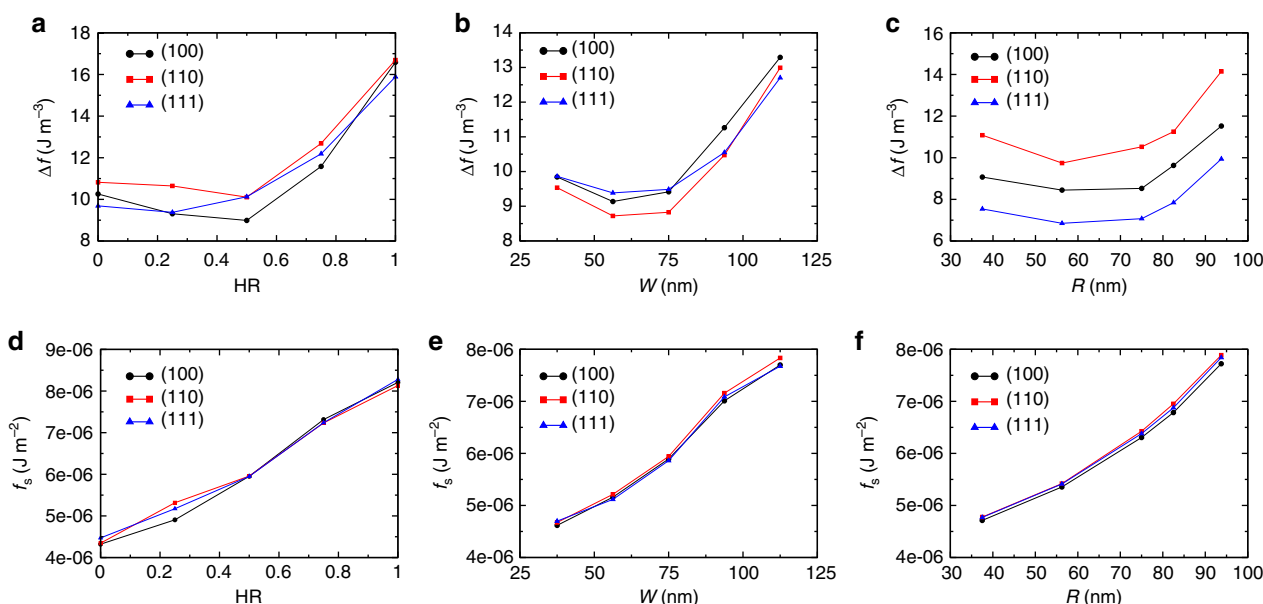 a
18
16
14
12
10
8
(100)
(110)
(111)
Δf (J m⁻³)
0 0.2 0.4 0.6 0.8 1
HR
b
14
13
12
11
10
9
8
(100)
(110)
(111)
Δf (J m⁻³)
25 50 75 100 125
W (nm)
c
16
14
12
10
8
6
(100)
(110)
(111)
Δf (J m⁻³)
30 40 50 60 70 80 90 100
R (nm)
d
9e-06
8e-06
7e-06
6e-06
5e-06
4e-06
(100)
(110)
(111)
fₛ (J m⁻²)
0 0.2 0.4 0.6 0.8 1
HR
e
8e-06
7e-06
6e-06
5e-06
4e-06
(100)
(110)
(111)
fₛ (J m⁻²)
25 50 75 100 125
W (nm)
f
8e-06
7e-06
6e-06
5e-06
4e-06
(100)
(110)
(111)
fₛ (J m⁻²)
30 40 50 60 70 80 90 100
R (nm)